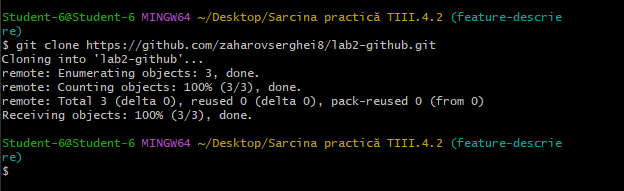 Student-6@Student-6 MINGW64 ~/Desktop/Sarcina practică TIII.4.2 (feature-descrie
re)
$ git clone https://github.com/zaharovserghei8/lab2-github.git
Cloning into 'lab2-github'...
remote: Enumerating objects: 3, done.
remote: Counting objects: 100% (3/3), done.
remote: Total 3 (delta 0), reused 0 (delta 0), pack-reused 0 (from 0)
Receiving objects: 100% (3/3), done.
Student-6@Student-6 MINGW64 ~/Desktop/Sarcina practică TIII.4.2 (feature-descrie
re)
$